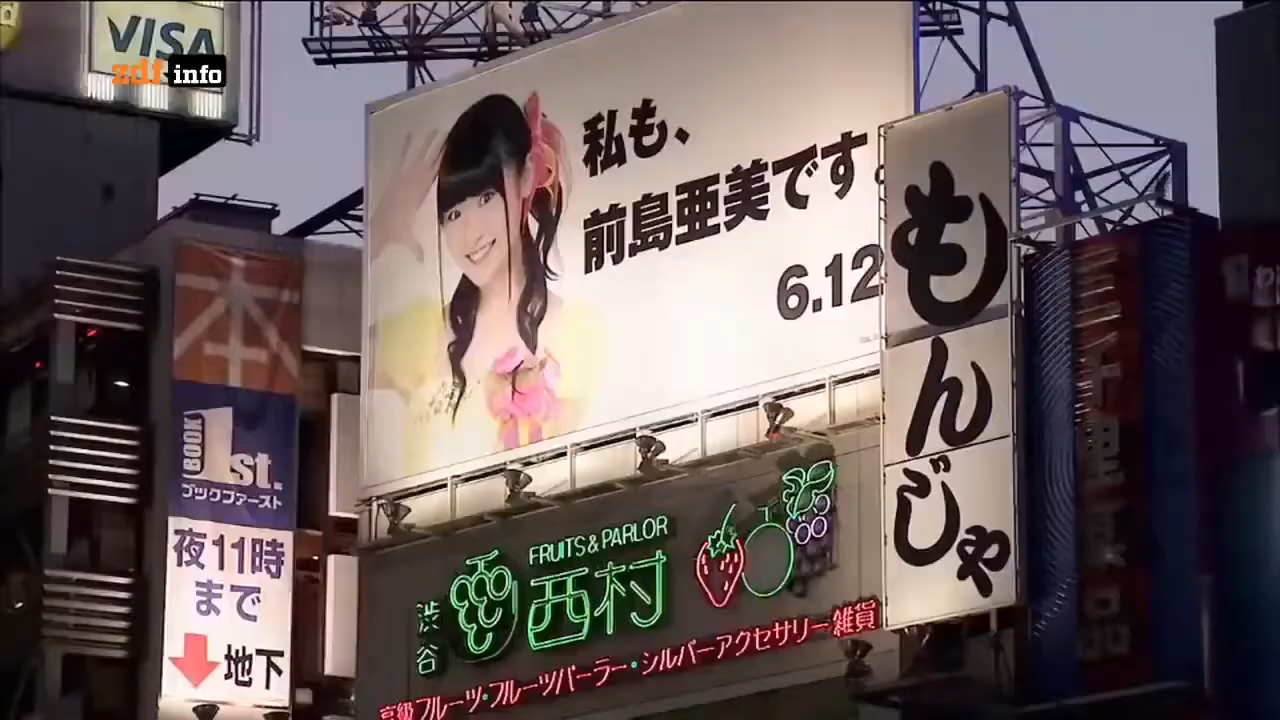 VISA
zdf info
私も、
前島亜美です。
6.12
もんじゃ
本
BOOK 1st.
ブックファースト
夜11時
まで
地下
FRUITS & PARLOR
渋谷 西村
高級フルーツ・フルーツパーラー・シルバーアクセサリー雑貨